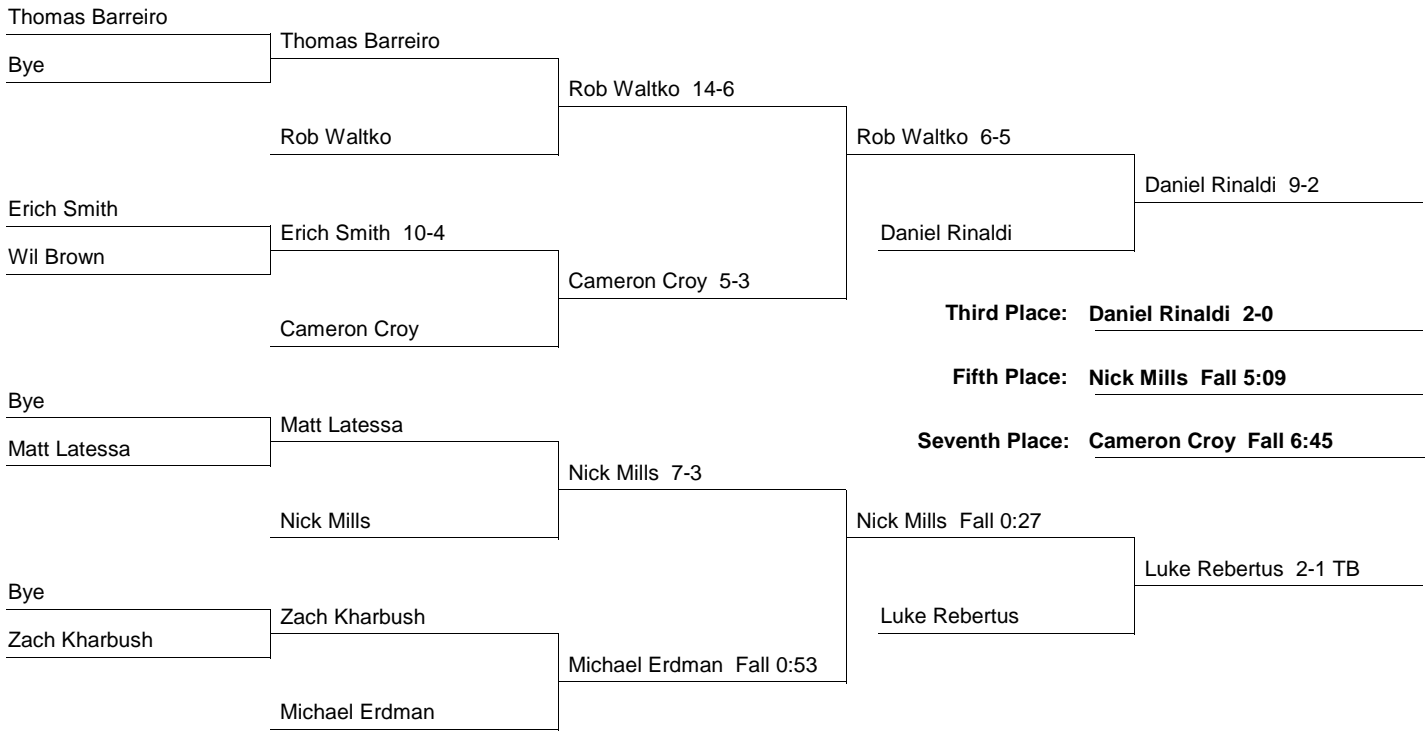 Thomas Barreiro
Bye
Thomas Barreiro
Rob Waltko
Rob Waltko 14-6
Erich Smith
Wil Brown
Erich Smith 10-4
Cameron Croy
Cameron Croy 5-3
Rob Waltko 6-5
Daniel Rinaldi
Daniel Rinaldi 9-2
Third Place: Daniel Rinaldi 2-0
Fifth Place: Nick Mills Fall 5:09
Seventh Place: Cameron Croy Fall 6:45
Bye
Matt Latessa
Matt Latessa
Nick Mills
Nick Mills 7-3
Bye
Zach Kharbush
Zach Kharbush
Michael Erdman
Michael Erdman Fall 0:53
Nick Mills Fall 0:27
Luke Rebertus
Luke Rebertus 2-1 TB